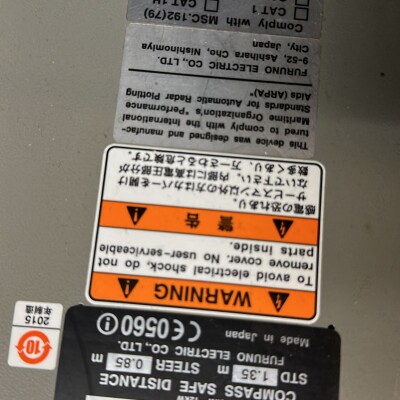 12KW
COMPASS SAFE DISTANCE
STD 1.35 m STEER 0.85 m
FURUNO ELECTRIC CO., LTD.
Made in Japan
CE0560
2015
年制造
10
WARNING
To avoid electrical shock, do not
remove cover. No user-serviceable
parts inside.
警告
感電の恐れあり。
サービスマン以外の方はカバーを開け
ないで下さい。内部には高電圧部分が
数多くあり、万一さわると危険です。
This device was designed and manufac-
tured to comply with the International
Maritime Organization's "Performance
Standards for Automatic Radar Plotting
Aids (ARPA)"
FURUNO ELECTRIC CO., LTD.
9-52, Ashihara Cho, Nishinomiya
City, Japan
Comply with MSC.192(79)
CAT 1 CAT 1H